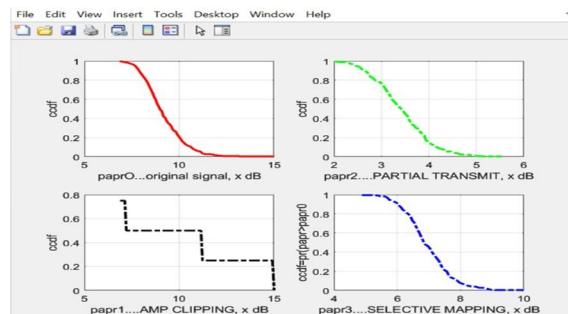 File Edit View Insert Tools Desktop Window Help
1
0.8
0.6
0.4
0.2
0
ccdf
5 10 15
paprO...original signal, x dB
1
0.8
0.6
0.4
0.2
0
ccdf
2 3 4 5 6
papr2....PARTIAL TRANSMIT, x dB
0.8
0.6
0.4
0.2
0
ccdf
5 10 15
papr1....AMP CLIPPING, x dB
1
0.8
0.6
0.4
0.2
0
ccdf=pr(papr>papr0
4 6 8 10
papr3....SELECTIVE MAPPING, x dB